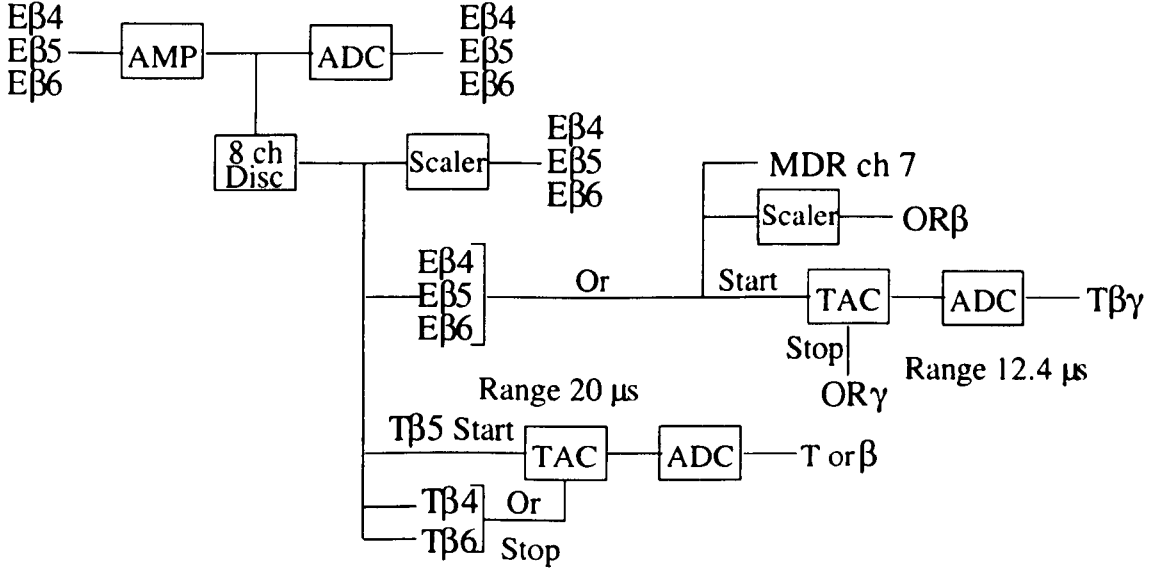 Eβ4
Eβ5
Eβ6
AMP
ADC
Eβ4
Eβ5
Eβ6
8 ch
Disc
Scaler
Eβ4
Eβ5
Eβ6
MDR ch 7
Scaler
ORβ
Eβ4
Eβ5
Eβ6
Or
Start
TAC
ADC
Tβγ
Stop
ORγ
Range 12.4 μs
Range 20 μs
Tβ5 Start
TAC
ADC
T orβ
Tβ4
Tβ6
Or
Stop